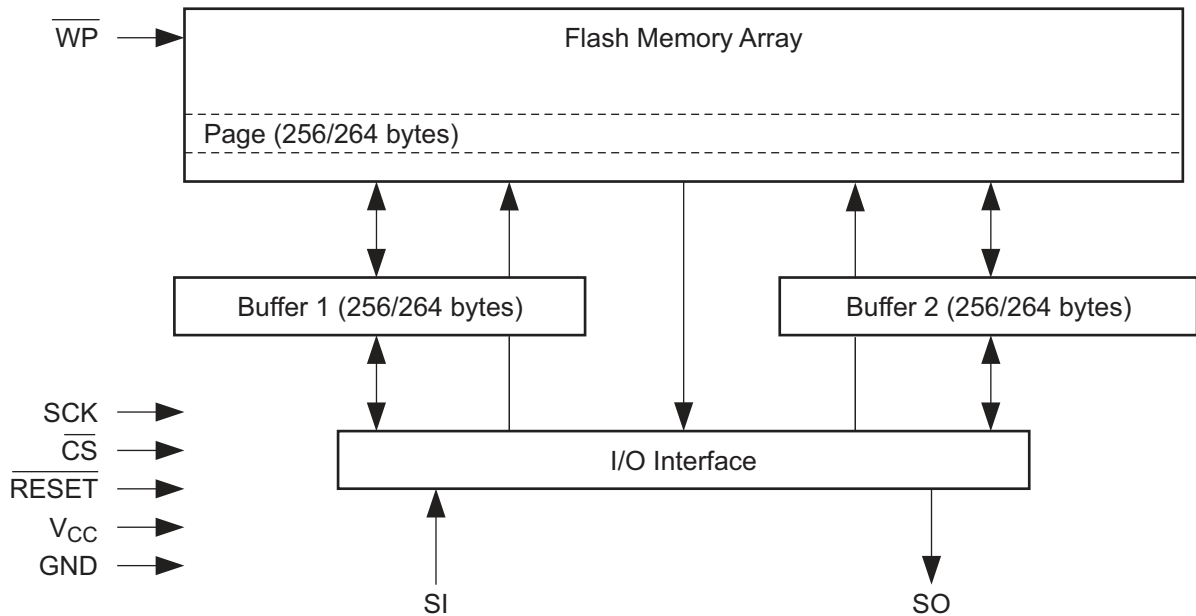 WP
Flash Memory Array
Page (256/264 bytes)
Buffer 1 (256/264 bytes)
Buffer 2 (256/264 bytes)
SCK
CS
RESET
VCC
GND
I/O Interface
SI
SO